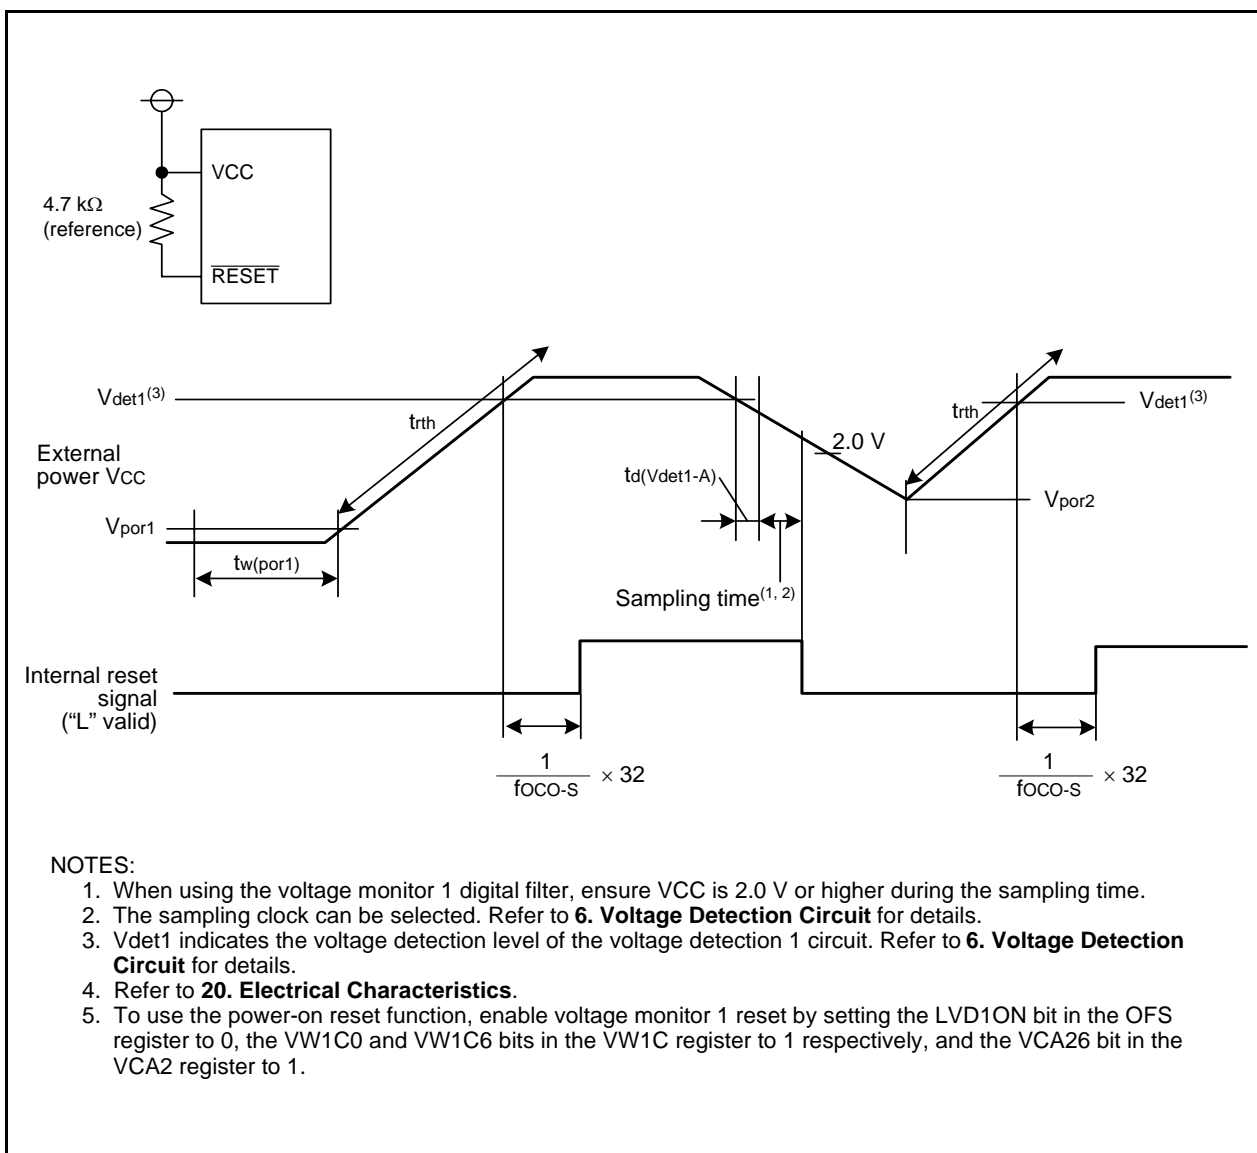 VCC
4.7 kΩ
(reference)
RESET
Vdet1(3)
trth
External
power VCC
Vpor1
tw(por1)
td(Vdet1-A)
2.0 V
trth
Vdet1(3)
Vpor2
Sampling time(1, 2)
Internal reset
signal
(“L” valid)
1
fOCO-S
× 32
1
fOCO-S
× 32
NOTES:
1. When using the voltage monitor 1 digital filter, ensure VCC is 2.0 V or higher during the sampling time.
2. The sampling clock can be selected. Refer to 6. Voltage Detection Circuit for details.
3. Vdet1 indicates the voltage detection level of the voltage detection 1 circuit. Refer to 6. Voltage Detection
Circuit for details.
4. Refer to 20. Electrical Characteristics.
5. To use the power-on reset function, enable voltage monitor 1 reset by setting the LVD1ON bit in the OFS
register to 0, the VW1C0 and VW1C6 bits in the VW1C register to 1 respectively, and the VCA26 bit in the
VCA2 register to 1.